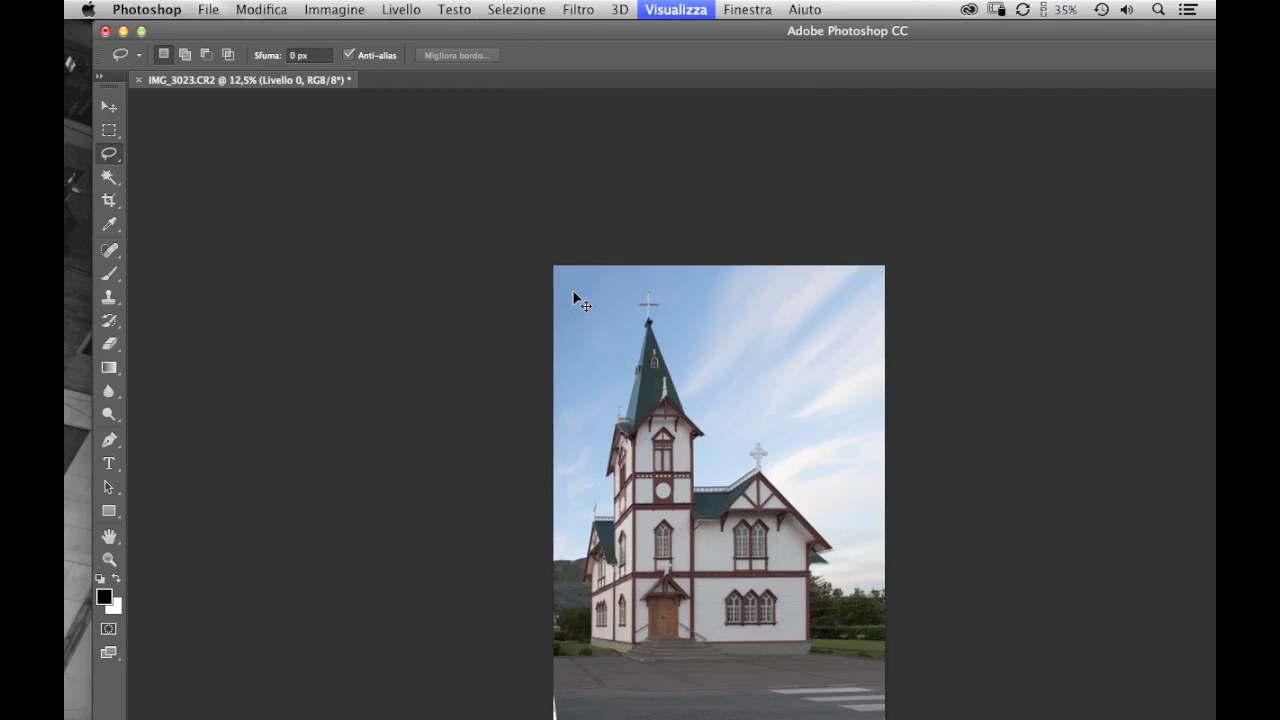 Photoshop File Modifica Immagine Livello Testo Selezione Filtro 3D Visualizza Finestra Aiuto 35%
Adobe Photoshop CC
Sfuma: 0 px Anti-alias Migliora bordo...
× IMG_3023.CR2 @ 12,5% (Livello 0, RGB/8*) *
T